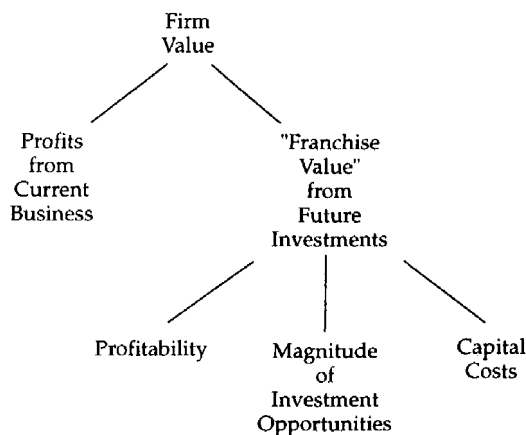 Firm
Value
Profits
from
Current
Business
"Franchise
Value"
from
Future
Investments
Profitability
Magnitude
of
Investment
Opportunities
Capital
Costs